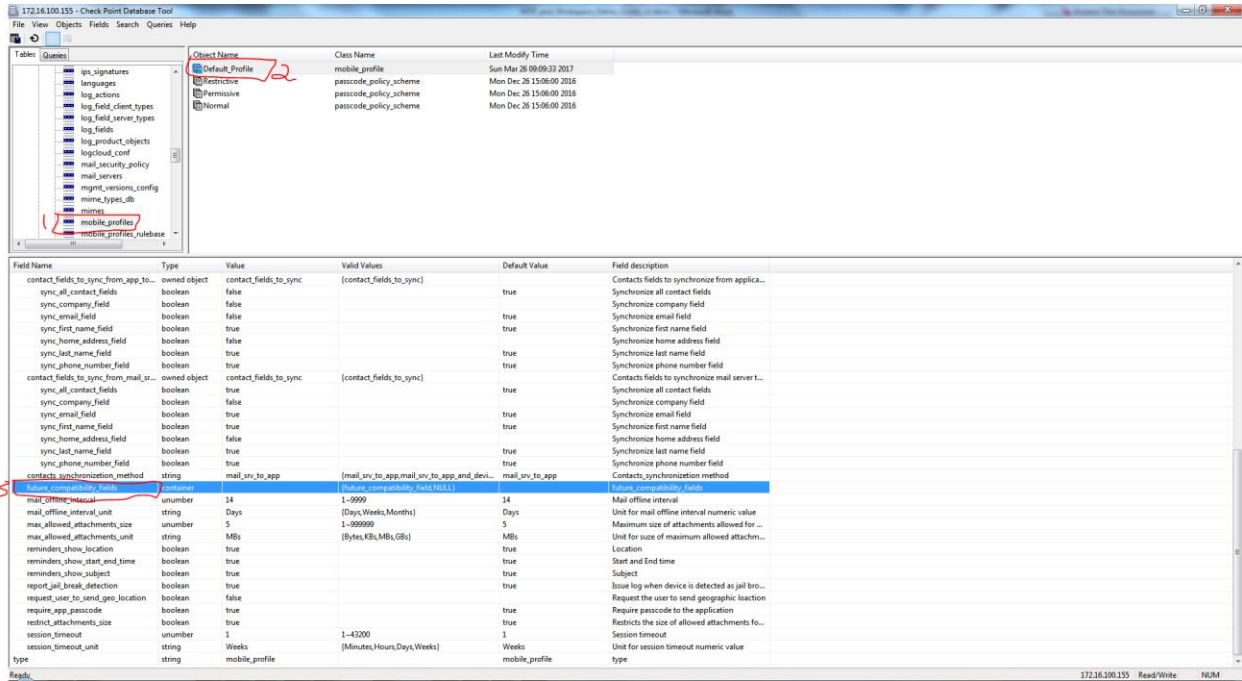 172.16.100.155 - Check Point Database Tool
File View Objects Fields Search Queries Help
Tables Queries
ips_signatures
languages
log_actions
log_field_client_types
log_field_server_types
log_fields
log_product_objects
logcloud_conf
mail_security_policy
mail_servers
mgmt_versions_config
mime_types_db
mimes
1 mobile_profiles
mobile_profiles_rulebase
Object Name Class Name Last Modify Time
Default_Profile 2 mobile_profile Sun Mar 26 09:09:33 2017
Restrictive passcode_policy_scheme Mon Dec 26 15:06:00 2016
Permissive passcode_policy_scheme Mon Dec 26 15:06:00 2016
Normal passcode_policy_scheme Mon Dec 26 15:06:00 2016
Field Name Type Value Valid Values Default Value Field description
contact_fields_to_sync_from_app_to... owned object contact_fields_to_sync {contact_fields_to_sync} Contacts fields to synchronize from applica...
sync_all_contact_fields boolean false true Synchronize all contact fields
sync_company_field boolean false Synchronize company field
sync_email_field boolean false true Synchronize email field
sync_first_name_field boolean true true Synchronize first name field
sync_home_address_field boolean false Synchronize home address field
sync_last_name_field boolean true true Synchronize last name field
sync_phone_number_field boolean true true Synchronize phone number field
contact_fields_to_sync_from_mail_sr... owned object contact_fields_to_sync {contact_fields_to_sync} Contacts fields to synchronize mail server t...
sync_all_contact_fields boolean true true Synchronize all contact fields
sync_company_field boolean false Synchronize company field
sync_email_field boolean true true Synchronize email field
sync_first_name_field boolean true true Synchronize first name field
sync_home_address_field boolean false Synchronize home address field
sync_last_name_field boolean true true Synchronize last name field
sync_phone_number_field boolean true true Synchronize phone number field
contacts_synchronizetion_method string mail_srv_to_app {mail_srv_to_app,mail_srv_to_app_and_devi... mail_srv_to_app Contacts_synchronizetion method
future_compatibility_fields container {future_compatibility_field,NULL} future_compatibility_fields
mail_offline_interval unumber 14 1~9999 14 Mail offline interval
mail_offline_interval_unit string Days {Days,Weeks,Months} Days Unit for mail offline interval numeric value
max_allowed_attachments_size unumber 5 1~999999 5 Maximum size of attachments allowed for ...
max_allowed_attachments_unit string MBs {Bytes,KBs,MBs,GBs} MBs Unit for suze of maximum allowed attachm...
reminders_show_location boolean true true Location
reminders_show_start_end_time boolean true true Start and End time
reminders_show_subject boolean true true Subject
report_jail_break_detection boolean true true Issue log when device is detected as jail bro...
request_user_to_send_geo_location boolean false Request the user to send geographic loaction
require_app_passcode boolean true true Require passcode to the application
restrict_attachments_size boolean true true Restricts the size of allowed attachments fo...
session_timeout unumber 1 1~43200 1 Session timeout
session_timeout_unit string Weeks {Minutes,Hours,Days,Weeks} Weeks Unit for session timeout numeric value
type string mobile_profile mobile_profile type
Ready 172.16.100.155 Read/Write NUM